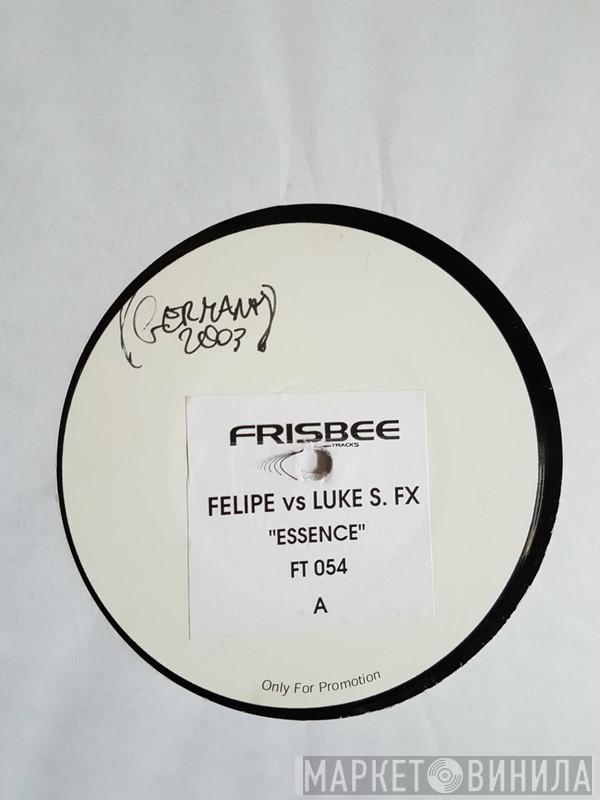 (GERMANY)
2003
FRISBEE
TRACKS
FELIPE vs LUKE S. FX
"ESSENCE"
FT 054
A
Only For Promotion
МАРКЕТ ВИНИЛА